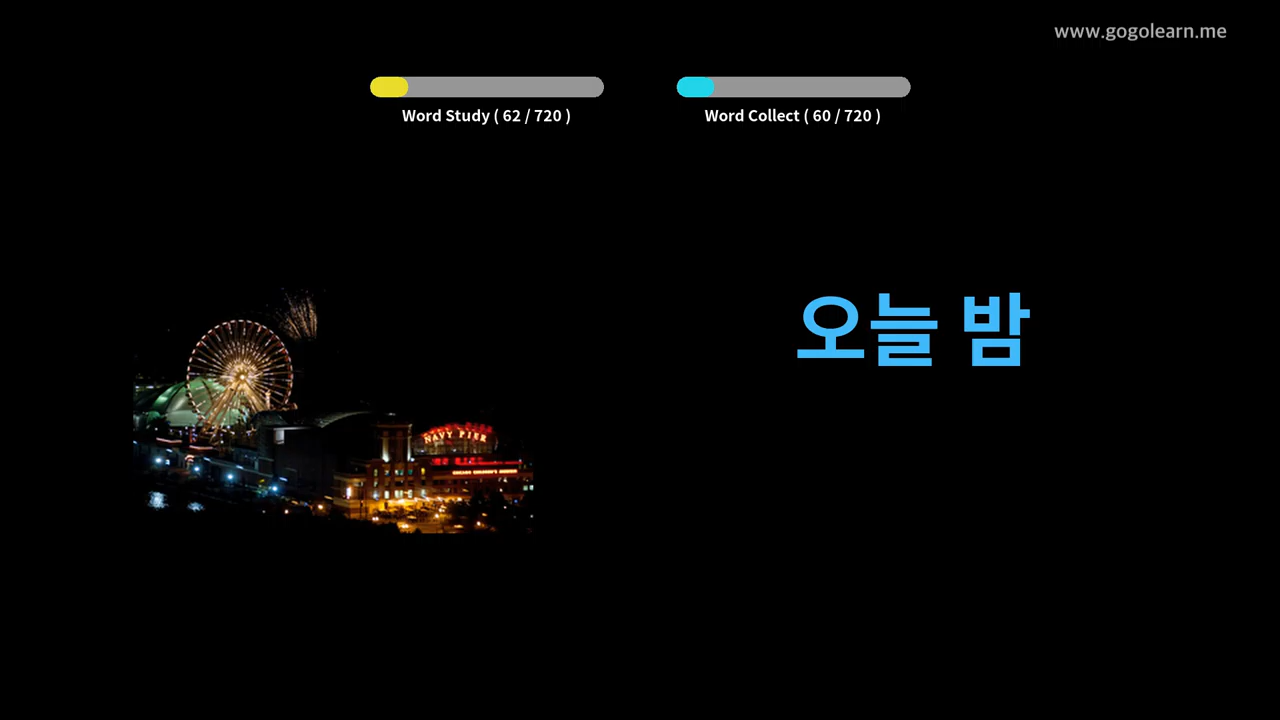 www.gogolearn.me
Word Study ( 62 / 720 )
Word Collect ( 60 / 720 )
오늘 밤
NAVY PIER